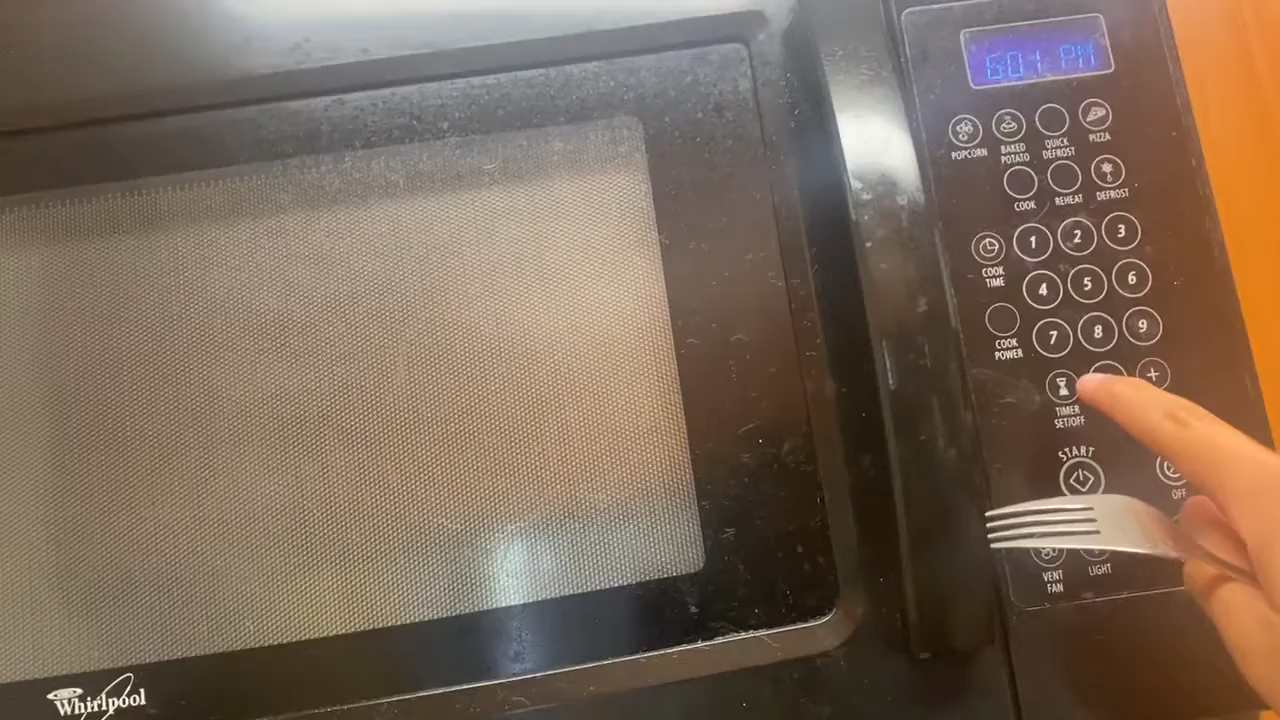 6:01 PM
POPCORN
BAKED
POTATO
QUICK
DEFROST
PIZZA
COOK
REHEAT
DEFROST
COOK
TIME
1
2
3
4
5
6
COOK
POWER
7
8
9
+
TIMER
SET/OFF
START
OFF
VENT
FAN
LIGHT
Whirlpool